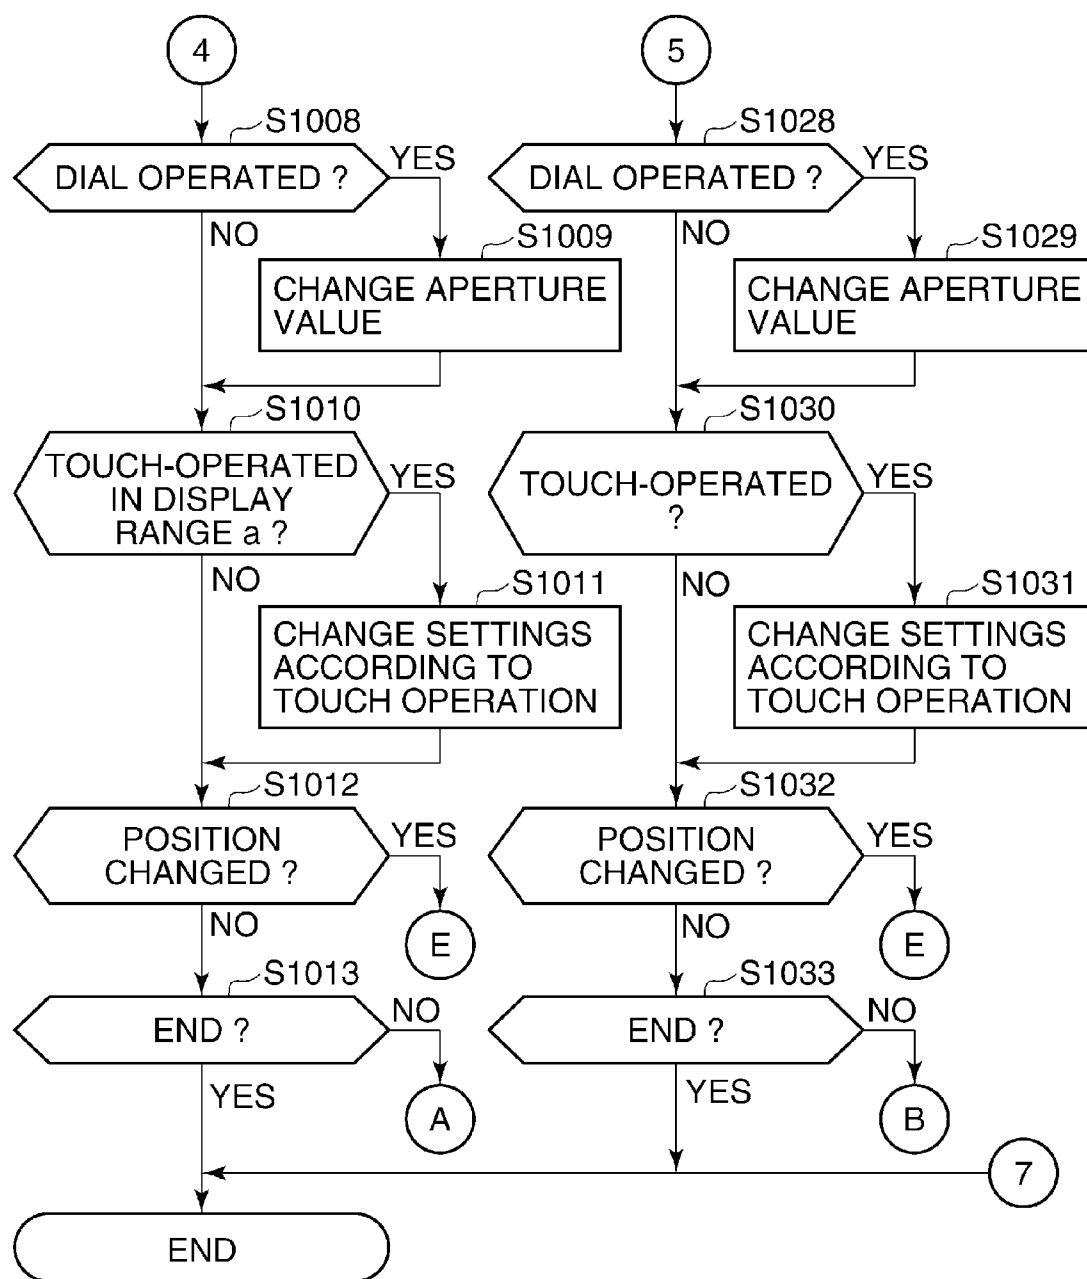 4
S1008
DIAL OPERATED ?
YES
NO
S1009
CHANGE APERTURE
VALUE
S1010
TOUCH-OPERATED
IN DISPLAY
RANGE a ?
YES
NO
S1011
CHANGE SETTINGS
ACCORDING TO
TOUCH OPERATION
S1012
POSITION
CHANGED ?
YES
E
NO
S1013
END ?
NO
A
YES
END
5
S1028
DIAL OPERATED ?
YES
NO
S1029
CHANGE APERTURE
VALUE
S1030
TOUCH-OPERATED
?
YES
NO
S1031
CHANGE SETTINGS
ACCORDING TO
TOUCH OPERATION
S1032
POSITION
CHANGED ?
YES
E
NO
S1033
END ?
NO
B
YES
7